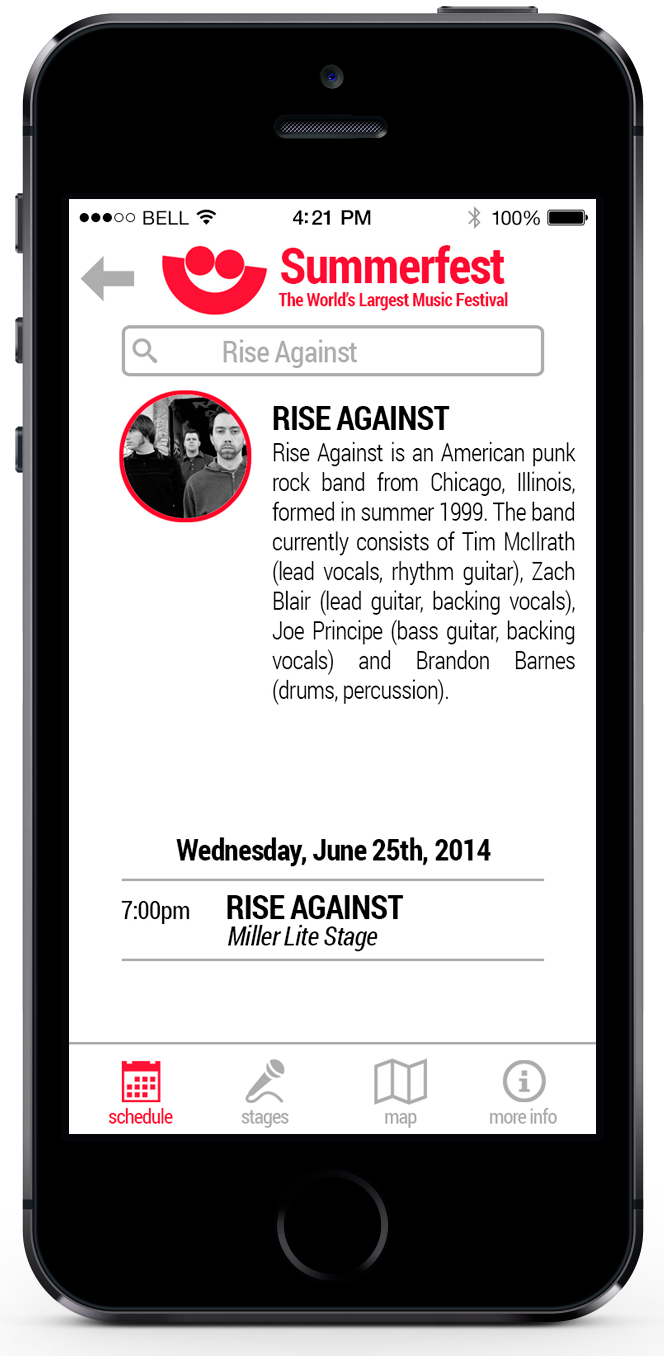 BELL
4:21 PM
100%
Summerfest
The World's Largest Music Festival
Rise Against
RISE AGAINST
Rise Against is an American punk
rock band from Chicago, Illinois,
formed in summer 1999. The band
currently consists of Tim McIlrath
(lead vocals, rhythm guitar), Zach
Blair (lead guitar, backing vocals),
Joe Principe (bass guitar, backing
vocals) and Brandon Barnes
(drums, percussion).
Wednesday, June 25th, 2014
7:00pm RISE AGAINST
Miller Lite Stage
schedule stages map more info